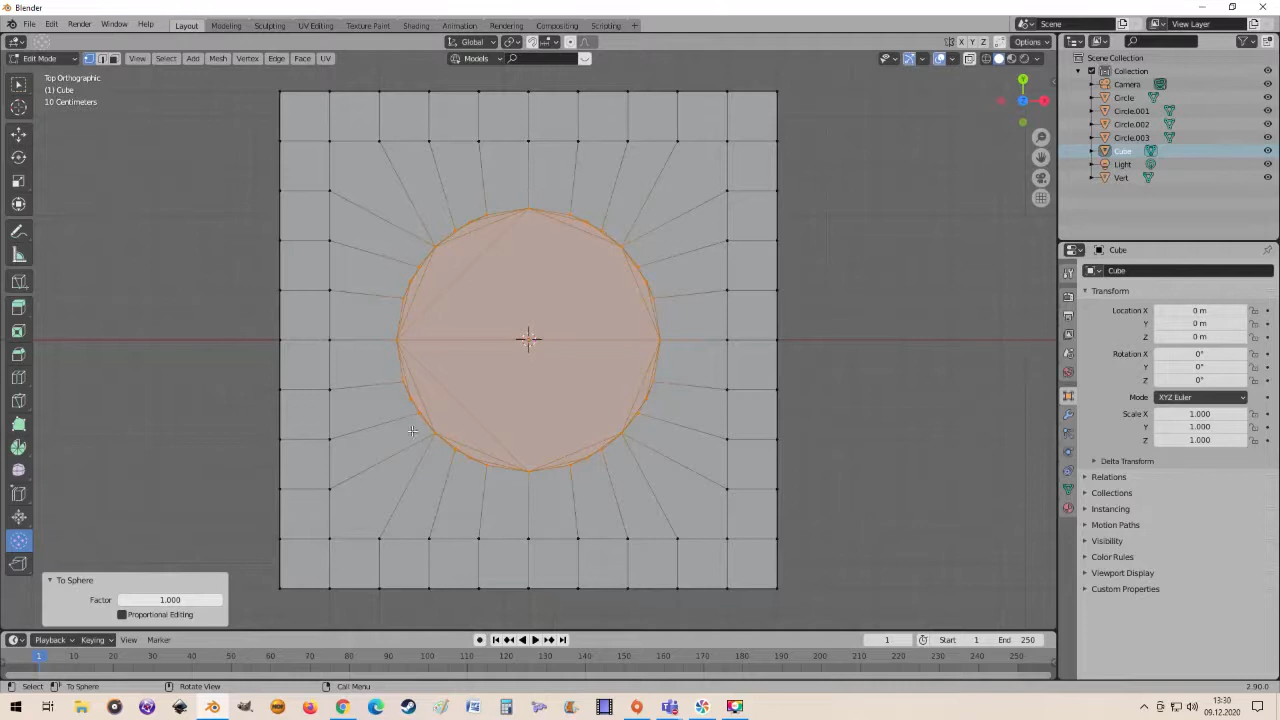 Blender
File Edit Render Window Help Layout Modeling Sculpting UV Editing Texture Paint Shading Animation Rendering Compositing Scripting + Scene View Layer
Global X Y Z Options
Edit Mode View Select Add Mesh Vertex Edge Face UV Models
Top Orthographic
(1) Cube
10 Centimeters
Y
X
Z
Scene Collection
Collection
Camera
Circle
Circle.001
Circle.002
Circle.003
Cube
Light
Vert
Cube
Cube
Transform
Location X 0 m
Y 0 m
Z 0 m
Rotation X 0°
Y 0°
Z 0°
Mode XYZ Euler
Scale X 1.000
Y 1.000
Z 1.000
Delta Transform
Relations
Collections
Instancing
Motion Paths
Visibility
Color Rules
Viewport Display
Custom Properties
To Sphere
Factor 1.000
Proportional Editing
Playback Keying View Marker 1 Start 1 End 250
1 10 20 30 40 50 60 70 80 90 100 110 120 130 140 150 160 170 180 190 200 210 220 230 240 250
Select To Sphere Rotate View Call Menu 2.90.0
13:30
09.12.2020